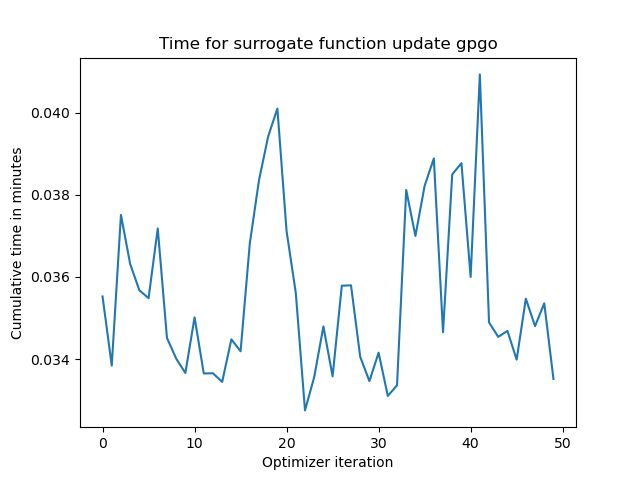 Time for surrogate function update gpgo
Cumulative time in minutes
0.040
0.038
0.036
0.034
0 10 20 30 40 50
Optimizer iteration